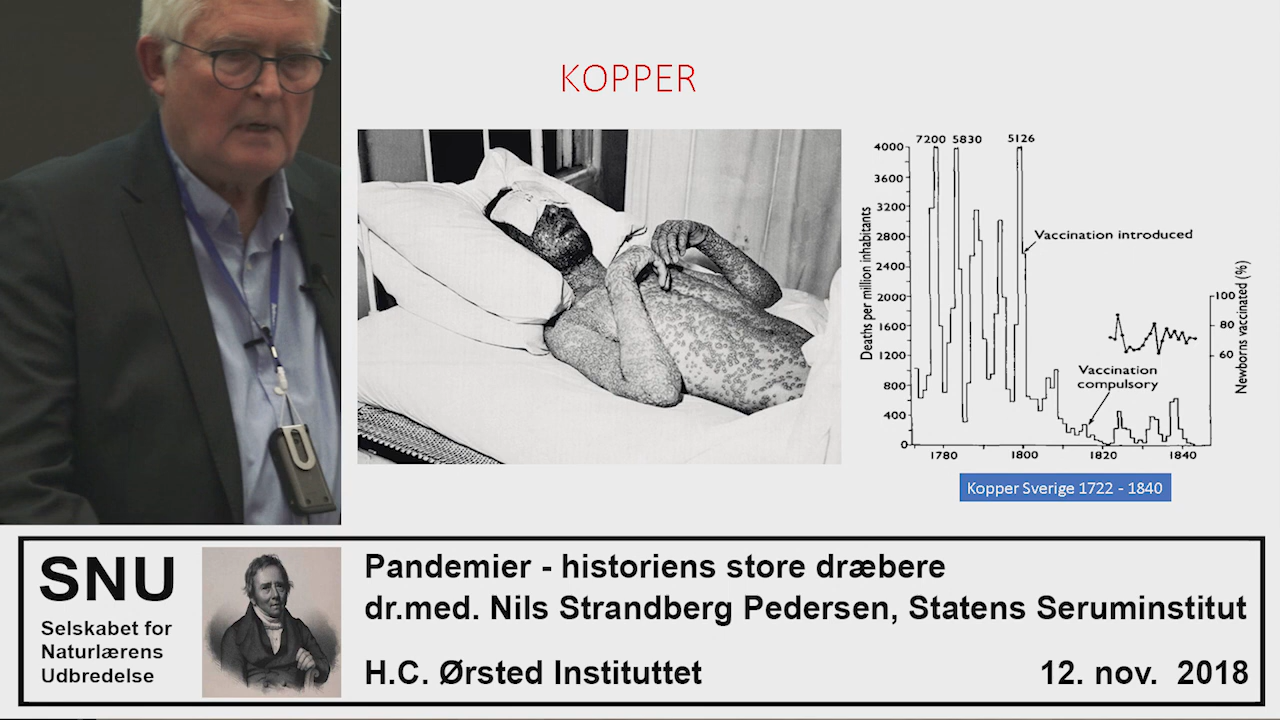 KOPPER
7200 5830 5126
4000
3600
3200
2800
2400
2000
1600
1200
800
400
0
Deaths per million inhabitants
Vaccination introduced
Vaccination
compulsory
100
80
60
Newborns vaccinated (%)
1780 1800 1820 1840
Kopper Sverige 1722 - 1840
SNU
Selskabet for
Naturlærens
Udbredelse
Pandemier - historiens store dræbere
dr.med. Nils Strandberg Pedersen, Statens Seruminstitut
H.C. Ørsted Instituttet 12. nov. 2018